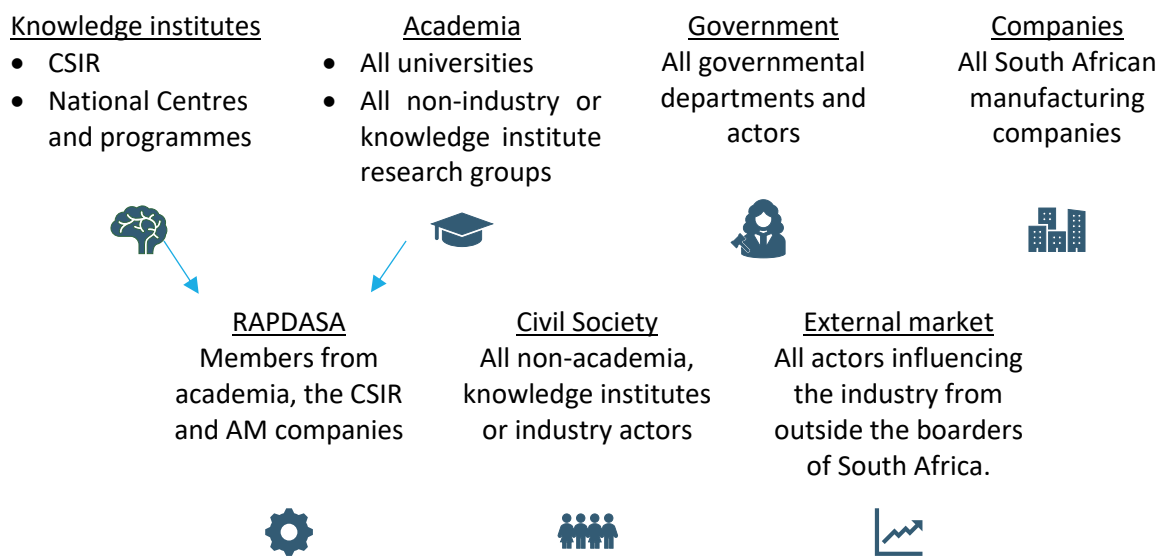 Knowledge institutes
• CSIR
• National Centres
and programmes
Academia
• All universities
• All non-industry or
knowledge institute
research groups
Government
All governmental
departments and
actors
Companies
All South African
manufacturing
companies
RAPDASA
Members from
academia, the CSIR
and AM companies
Civil Society
All non-academia,
knowledge institutes
or industry actors
External market
All actors influencing
the industry from
outside the boarders
of South Africa.